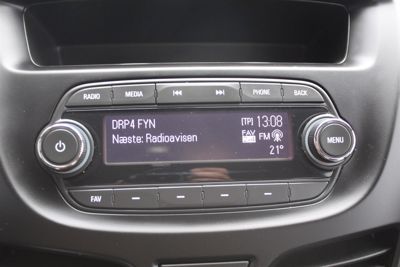 RADIO MEDIA PHONE BACK
DRP4 FYN [TP] 13:08
Næste: Radioavisen FAV FM
21°
MENU
FAV